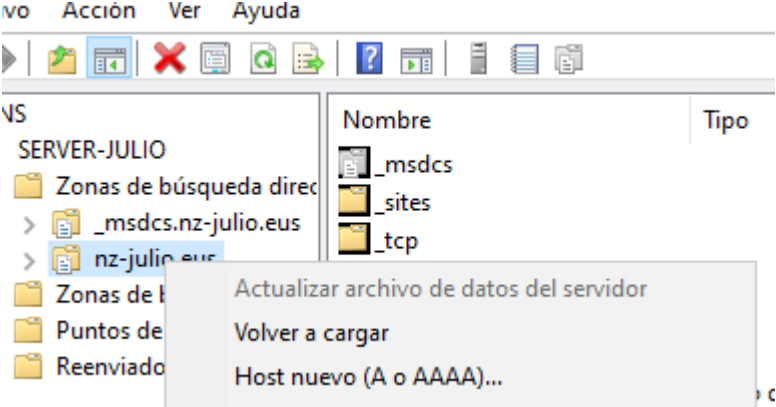 vo Acción Ver Ayuda
NS
SERVER-JULIO
Zonas de búsqueda direc
_msdcs.nz-julio.eus
nz-julio.eus
Zonas de b
Puntos de
Reenviado
Nombre Tipo
_msdcs
_sites
_tcp
Actualizar archivo de datos del servidor
Volver a cargar
Host nuevo (A o AAAA)...